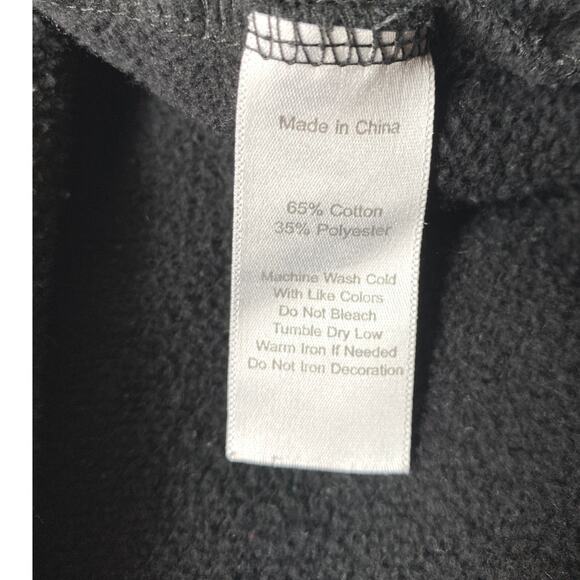 Made in China
65% Cotton
35% Polyester
Machine Wash Cold
With Like Colors
Do Not Bleach
Tumble Dry Low
Warm Iron If Needed
Do Not Iron Decoration